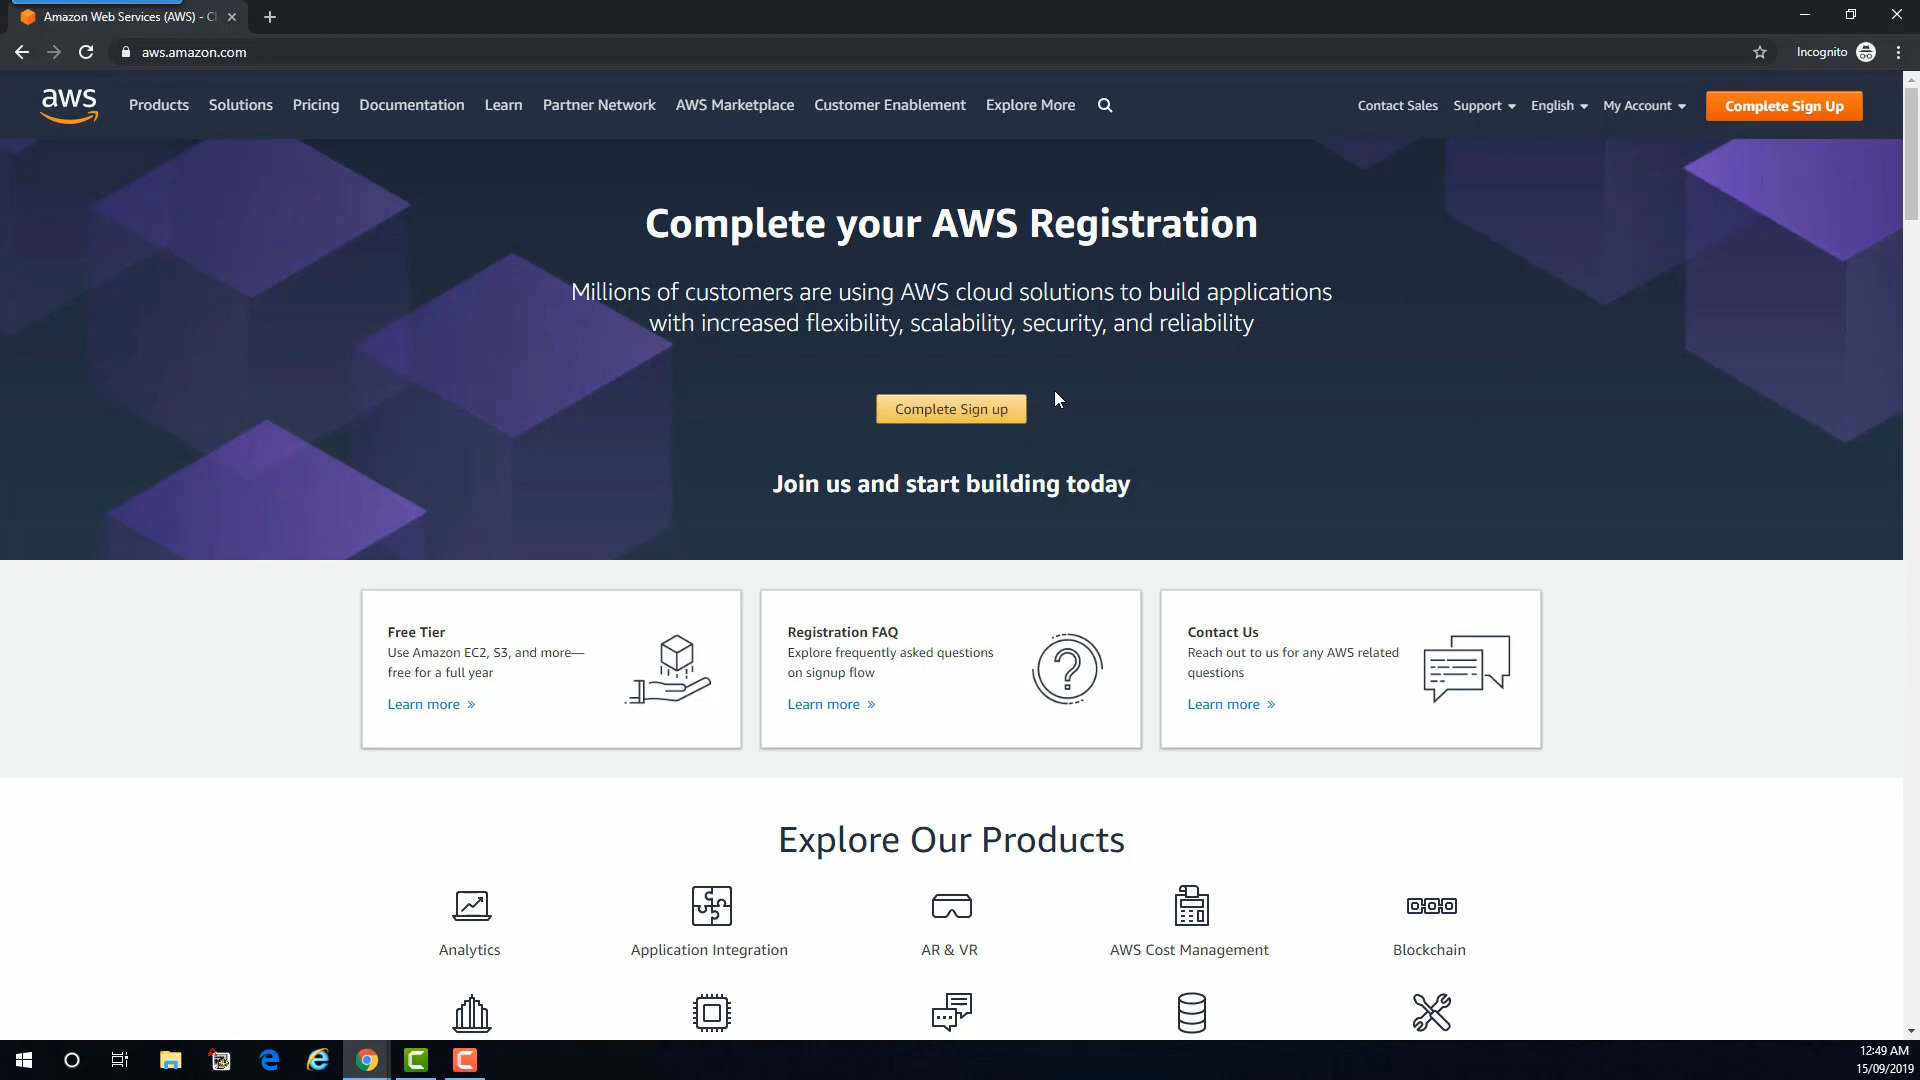 Amazon Web Services (AWS) - Cl
aws.amazon.com
Incognito
aws
Products
Solutions
Pricing
Documentation
Learn
Partner Network
AWS Marketplace
Customer Enablement
Explore More
Contact Sales
Support
English
My Account
Complete Sign Up
Complete your AWS Registration
Millions of customers are using AWS cloud solutions to build applications
with increased flexibility, scalability, security, and reliability
Complete Sign up
Join us and start building today
Free Tier
Use Amazon EC2, S3, and more—
free for a full year
Learn more »
Registration FAQ
Explore frequently asked questions
on signup flow
Learn more »
Contact Us
Reach out to us for any AWS related
questions
Learn more »
Explore Our Products
Analytics
Application Integration
AR & VR
AWS Cost Management
Blockchain
12:49 AM
15/09/2019